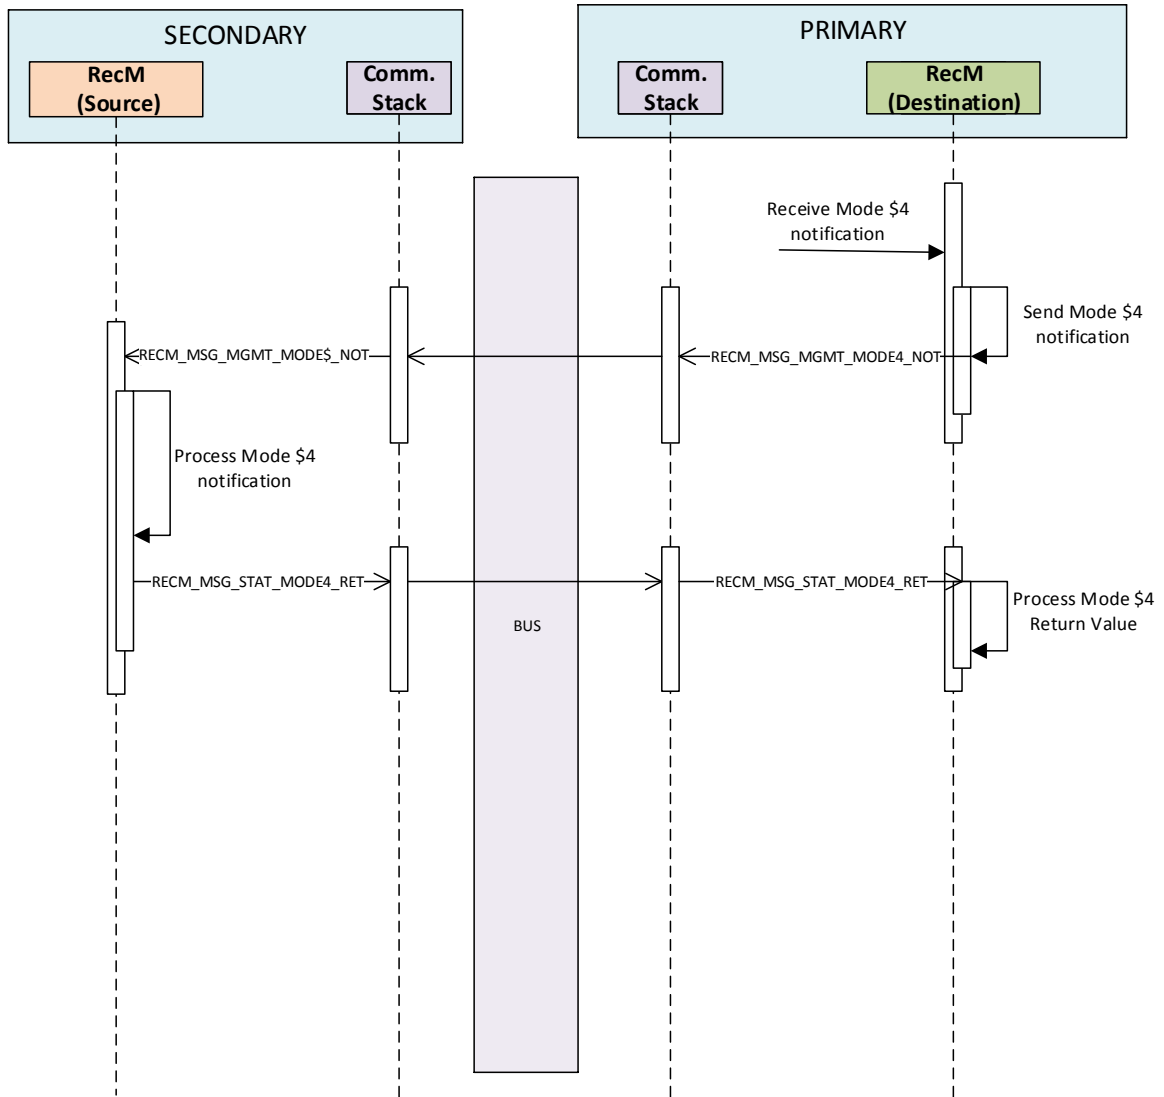 SECONDARY
PRIMARY
RecM
(Source)
Comm.
Stack
Comm.
Stack
RecM
(Destination)
Receive Mode $4
notification
Send Mode $4
notification
RECM_MSG_MGMT_MODE$_NOT
RECM_MSG_MGMT_MODE4_NOT
Process Mode $4
notification
RECM_MSG_STAT_MODE4_RET
RECM_MSG_STAT_MODE4_RET
Process Mode $4
Return Value
BUS